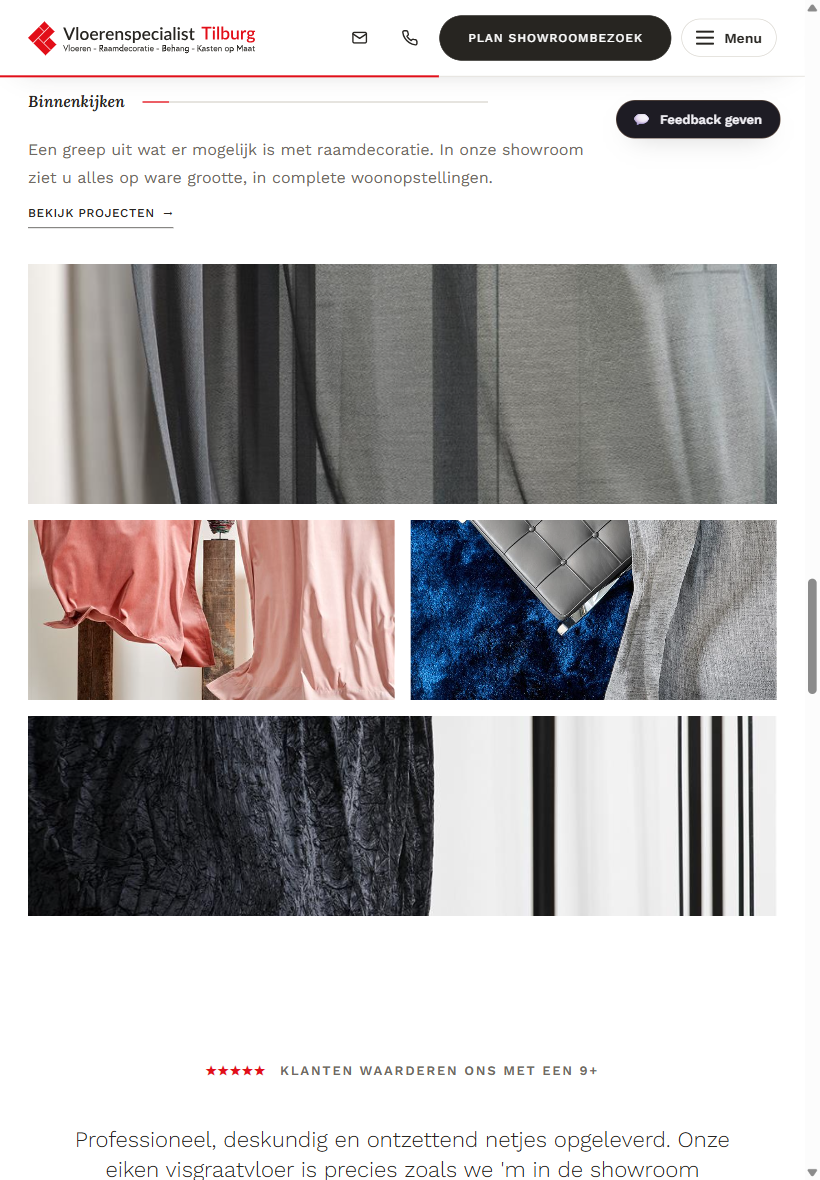 Vloerenspecialist Tilburg
Vloeren - Raamdecoratie - Behang - Kasten op Maat
PLAN SHOWROOMBEZOEK
Menu
Binnenkijken
Feedback geven
Een greep uit wat er mogelijk is met raamdecoratie. In onze showroom
ziet u alles op ware grootte, in complete woonopstellingen.
BEKIJK PROJECTEN →
★★★★★ KLANTEN WAARDEREN ONS MET EEN 9+
Professioneel, deskundig en ontzettend netjes opgeleverd. Onze
eiken visgraatvloer is precies zoals we 'm in de showroom